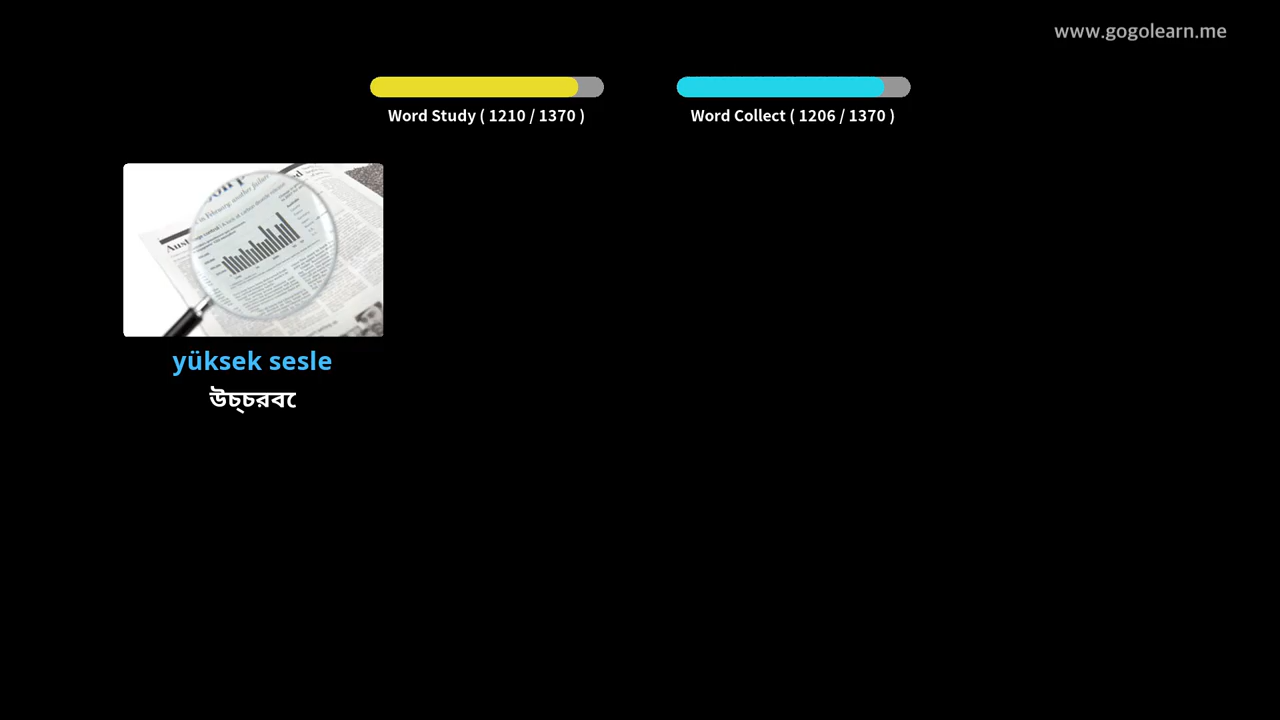 www.gogolearn.me
Word Study ( 1210 / 1370 )
Word Collect ( 1206 / 1370 )
yüksek sesle
উচ্চরবে